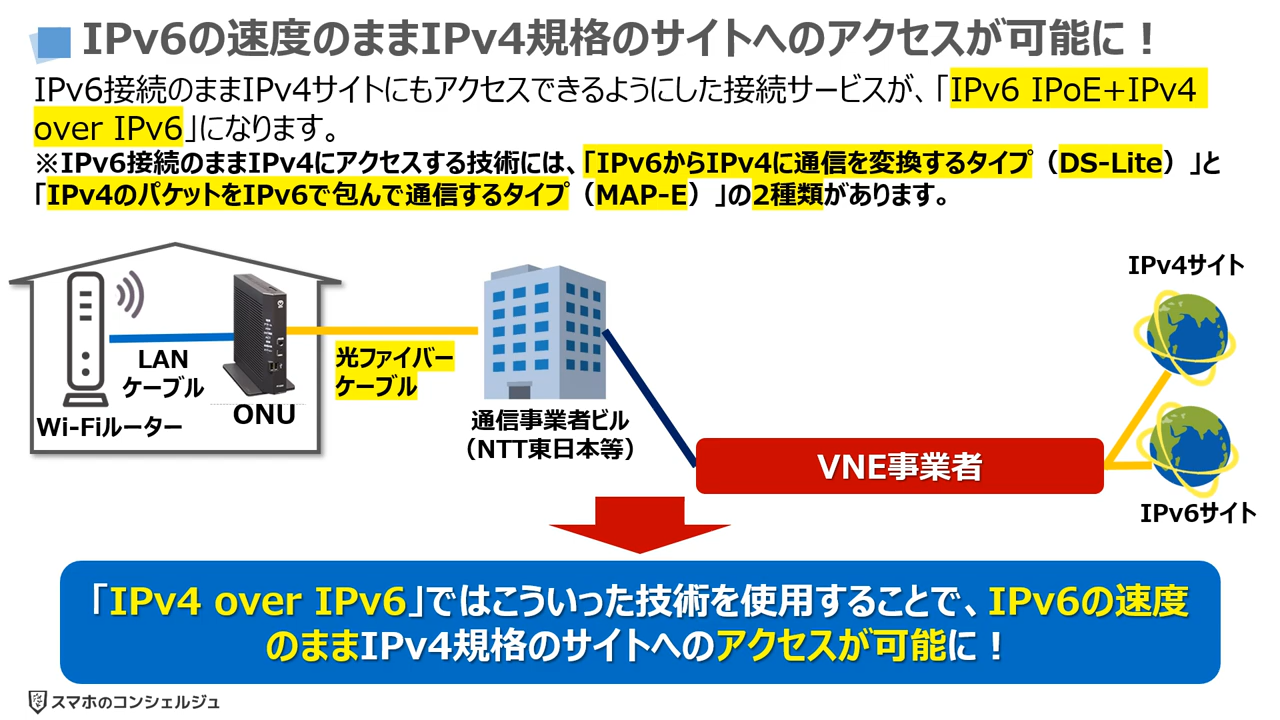 IPv6の速度のままIPv4規格のサイトへのアクセスが可能に！
IPv6接続のままIPv4サイトにもアクセスできるようにした接続サービスが、「IPv6 IPoE+IPv4
over IPv6」になります。
※IPv6接続のままIPv4にアクセスする技術には、「IPv6からIPv4に通信を変換するタイプ（DS-Lite）」と
「IPv4のパケットをIPv6で包んで通信するタイプ（MAP-E）」の2種類があります。
IPv4サイト
LAN
ケーブル
光ファイバー
ケーブル
ONU
Wi-Fiルーター
通信事業者ビル
（NTT東日本等）
VNE事業者
IPv6サイト
「IPv4 over IPv6」ではこういった技術を使用することで、IPv6の速度
のままIPv4規格のサイトへのアクセスが可能に！
スマホのコンシェルジュ